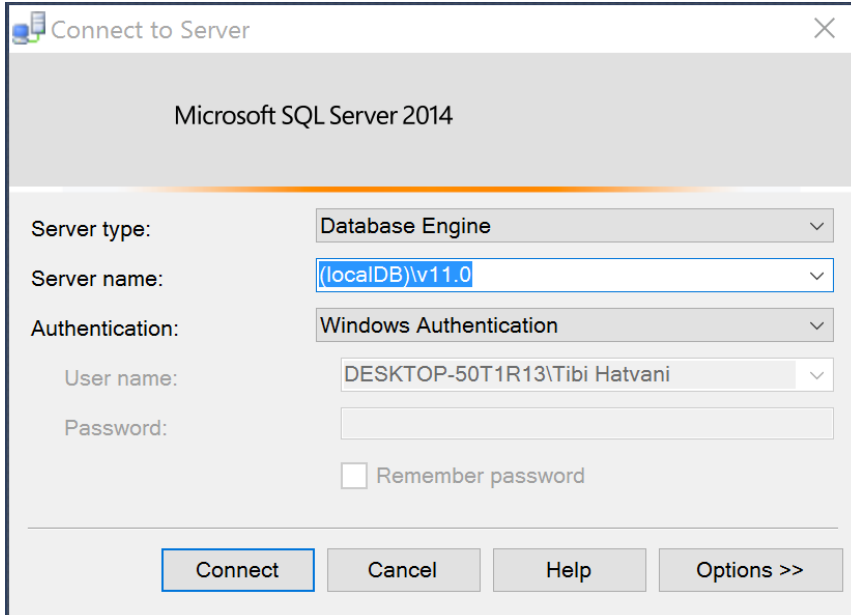 Connect to Server
Microsoft SQL Server 2014
Server type: Database Engine
Server name: (localDB)\v11.0
Authentication: Windows Authentication
User name: DESKTOP-50T1R13\Tibi Hatvani
Password:
Remember password
Connect Cancel Help Options >>